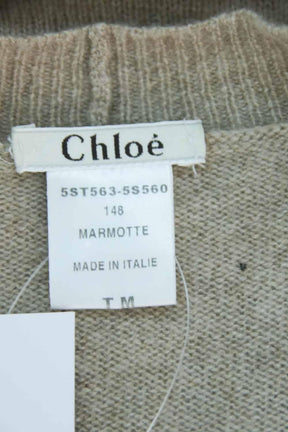 Chloé
5ST563-5S560
148
MARMOTTE
MADE IN ITALIE
T M